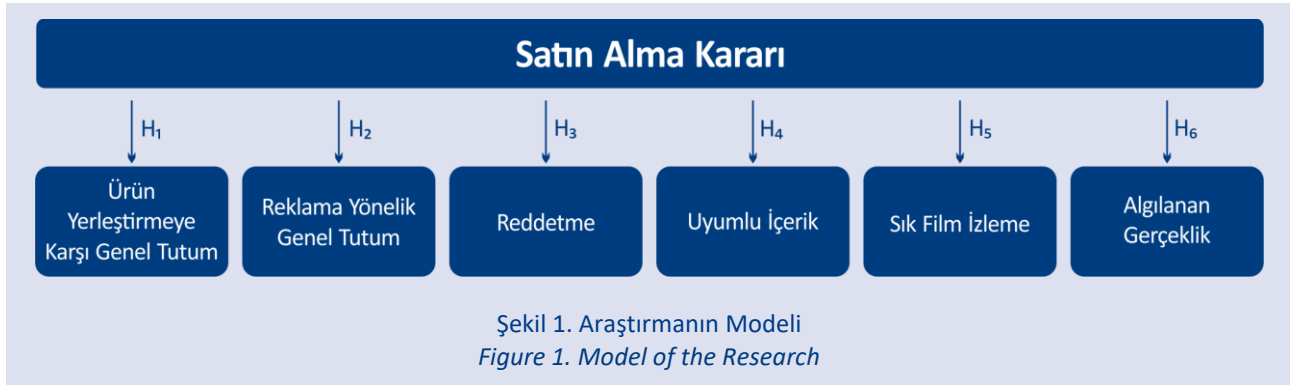 Satın Alma Kararı
H₁
H₂
H₃
H₄
H₅
H₆
Ürün
Yerleştirmeye
Karşı Genel Tutum
Reklama Yönelik
Genel Tutum
Reddetme
Uyumlu İçerik
Sık Film İzleme
Algılanan
Gerçeklik
Şekil 1. Araştırmanın Modeli
Figure 1. Model of the Research